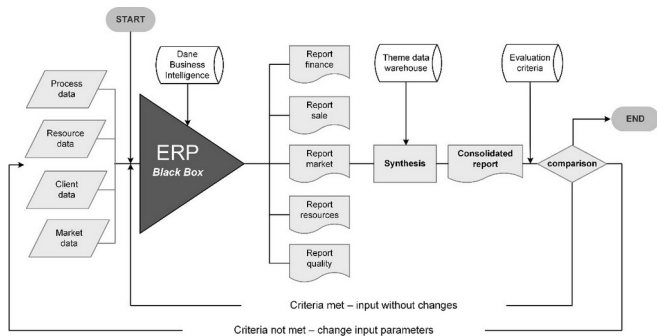 START
END
Dane
Business
Intelligence
Theme data
warehouse
Evaluation
criteria
Process
data
Resource
data
Client
data
Market
data
ERP
Black Box
Report
finance
Report
sale
Report
market
Report
resources
Report
quality
Synthesis
Consolidated
report
comparison
Criteria met – input without changes
Criteria not met – change input parameters